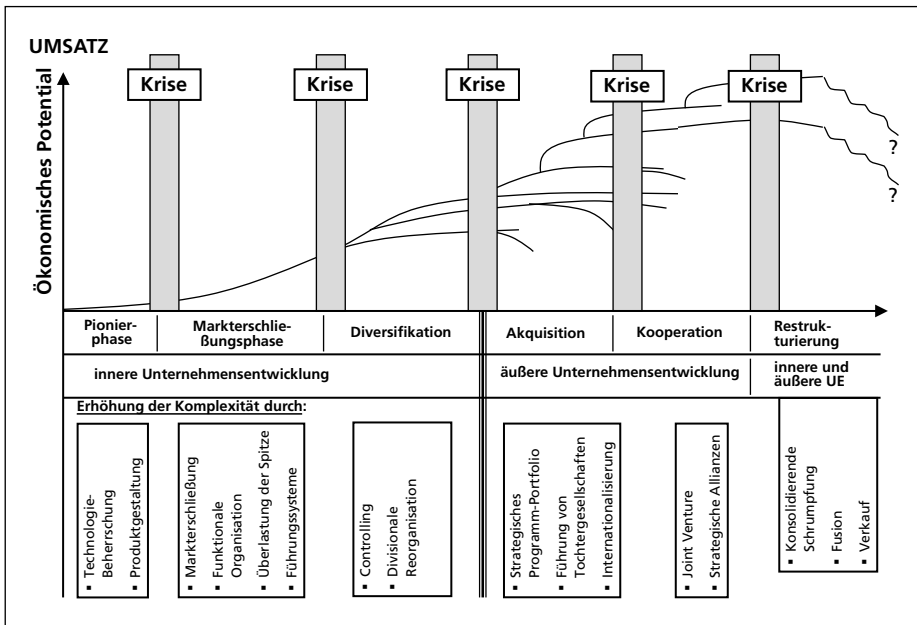 UMSATZ
Krise
Krise
Krise
Krise
Krise
Ökonomisches Potential
?
?
Pionier-
phase
Markterschlie-
ßungsphase
Diversifikation
Akquisition
Kooperation
Restruk-
turierung
innere Unternehmensentwicklung
äußere Unternehmensentwicklung
innere und
äußere UE
Erhöhung der Komplexität durch:
▪ Technologie-
Beherrschung
▪ Produktgestaltung
▪ Markterschließung
▪ Funktionale
Organisation
▪ Überlastung der Spitze
▪ Führungssysteme
▪ Controlling
▪ Divisionale
Reorganisation
▪ Strategisches
Programm-Portfolio
▪ Führung von
Tochtergesellschaften
▪ Internationalisierung
▪ Joint Venture
▪ Strategische Allianzen
▪ Konsolidierende
Schrumpfung
▪ Fusion
▪ Verkauf